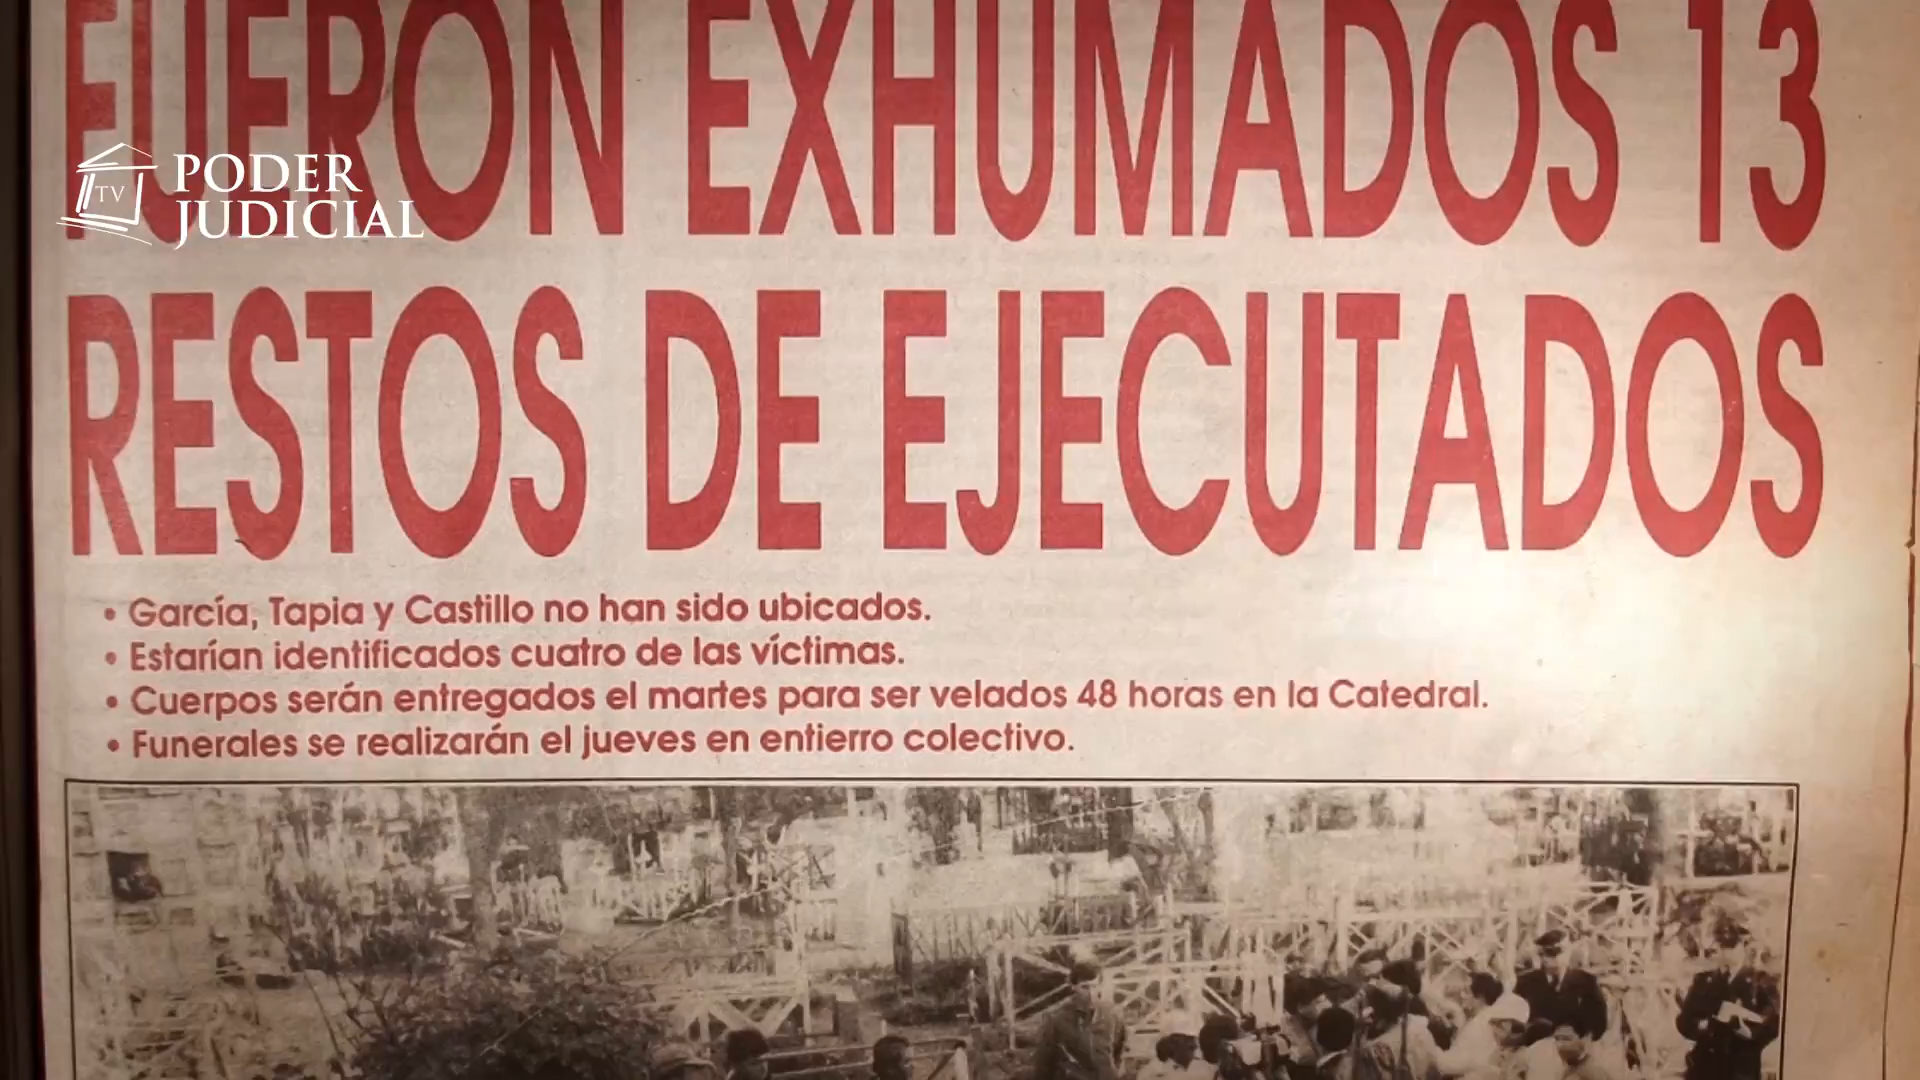 FUERON EXHUMADOS 13
TV
PODER
JUDICIAL
RESTOS DE EJECUTADOS
• García, Tapia y Castillo no han sido ubicados.
• Estarían identificados cuatro de las víctimas.
• Cuerpos serán entregados el martes para ser velados 48 horas en la Catedral.
• Funerales se realizarán el jueves en entierro colectivo.